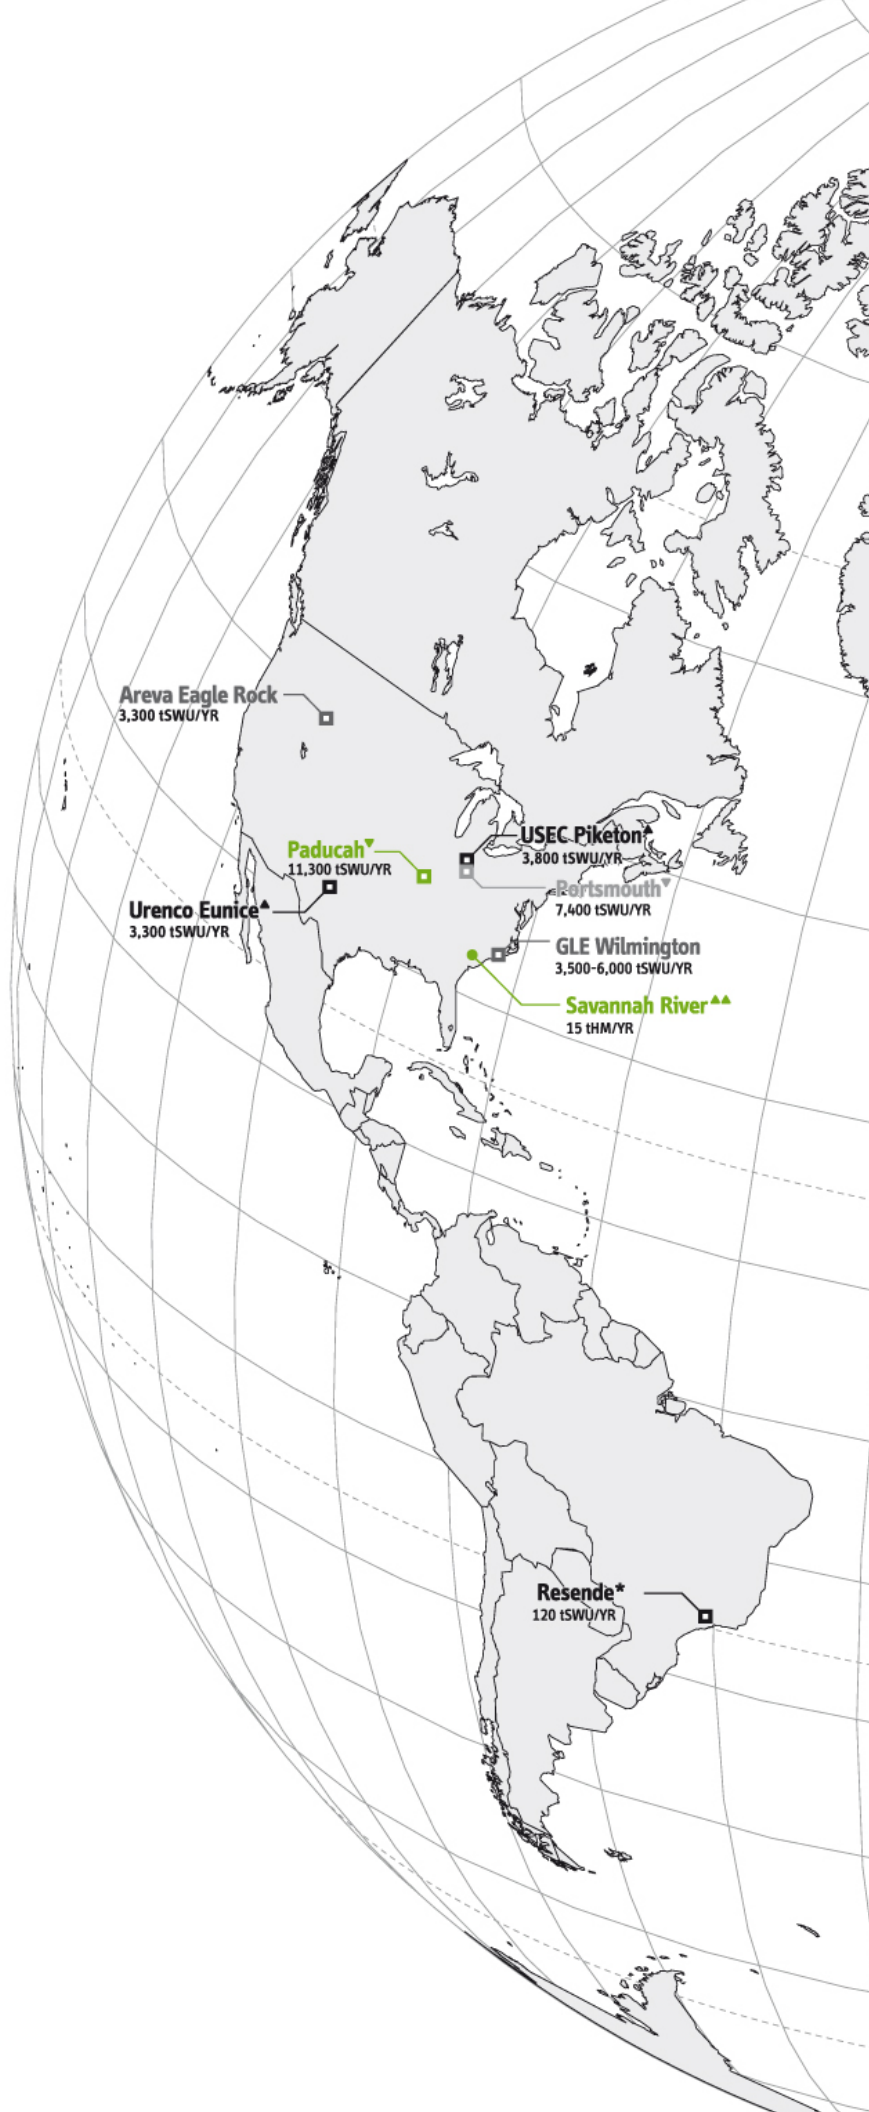 Areva Eagle Rock
3,300 tSWU/YR
USEC Piketon▲
3,800 tSWU/YR
Paducah▼
11,300 tSWU/YR
Portsmouth▼
7,400 tSWU/YR
Urenco Eunice▲
3,300 tSWU/YR
GLE Wilmington
3,500-6,000 tSWU/YR
Savannah River▲▲
15 tHM/YR
Resende*
120 tSWU/YR